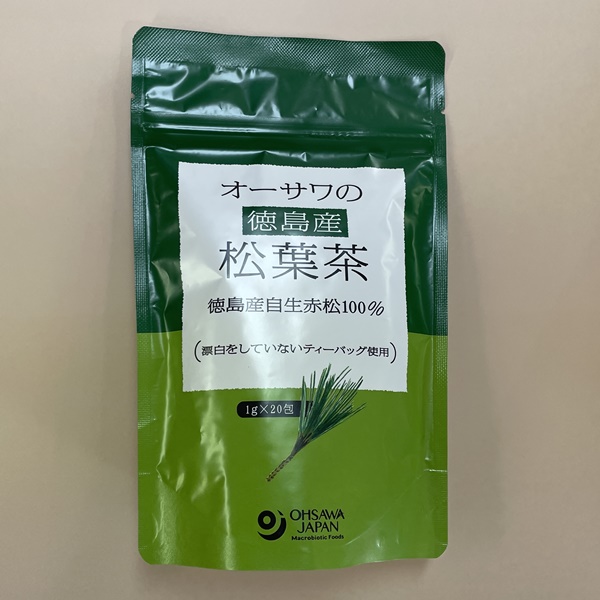 オーサワの
徳島産
松葉茶
徳島産自生赤松100%
(漂白をしていないティーバッグ使用)
1g×20包
OHSAWA
JAPAN
Macrobiotic Foods